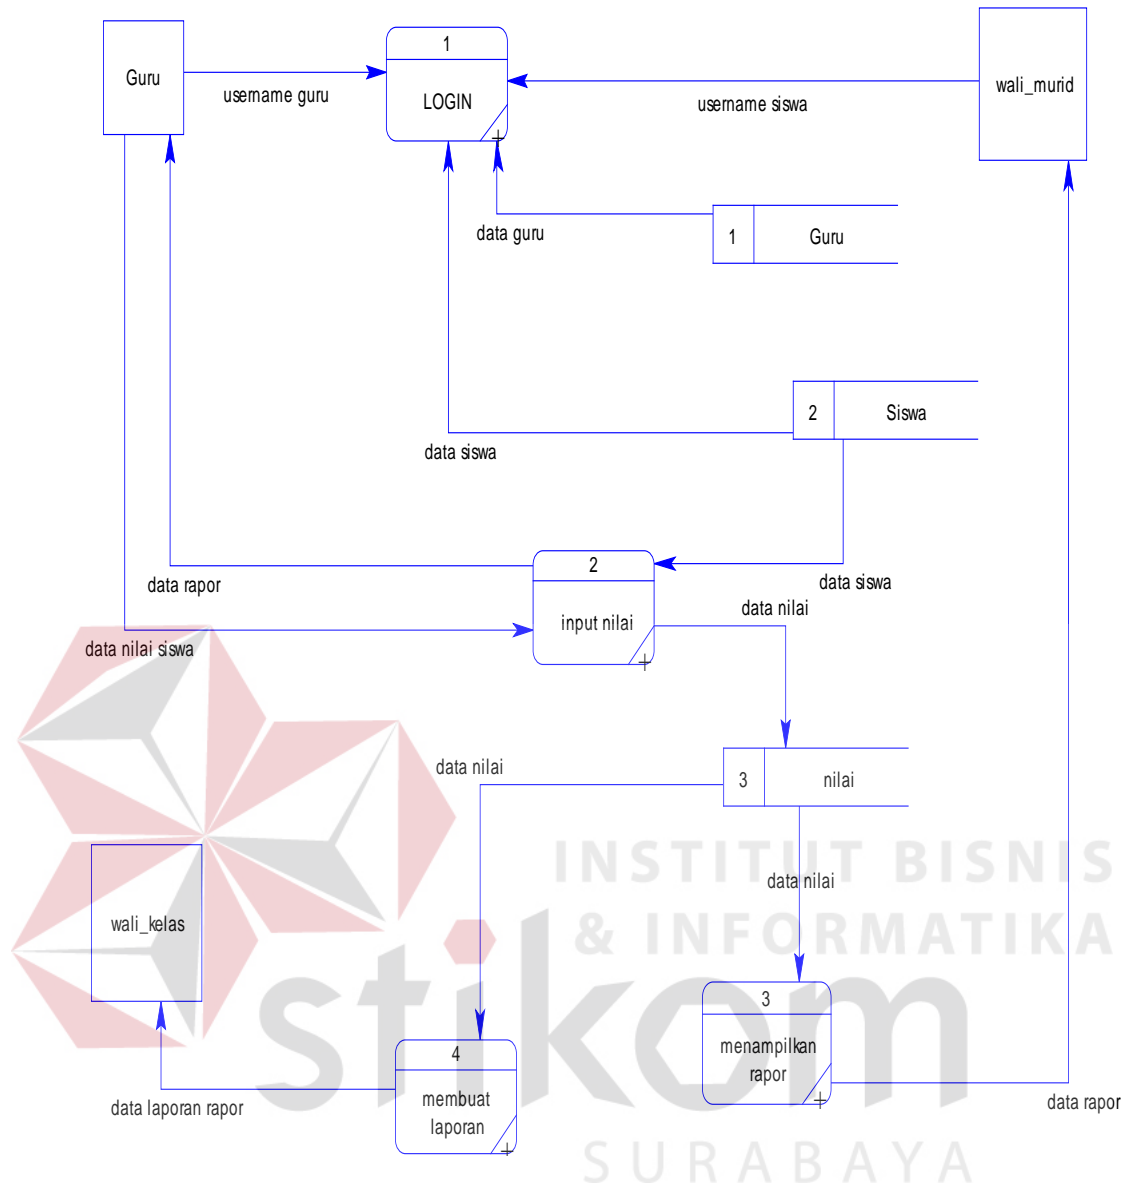 1
Guru
LOGIN
wali_murid
username guru
username siswa
data guru
1
Guru
2
Siswa
data siswa
2
data rapor
data siswa
data nilai
input nilai
data nilai siswa
data nilai
3
nilai
INSTITUT BISNIS
data nilai
wali_kelas
& INFORMATIKA
stikom
3
menampilkan
rapor
4
membuat
laporan
data laporan rapor
data rapor
SURABAYA